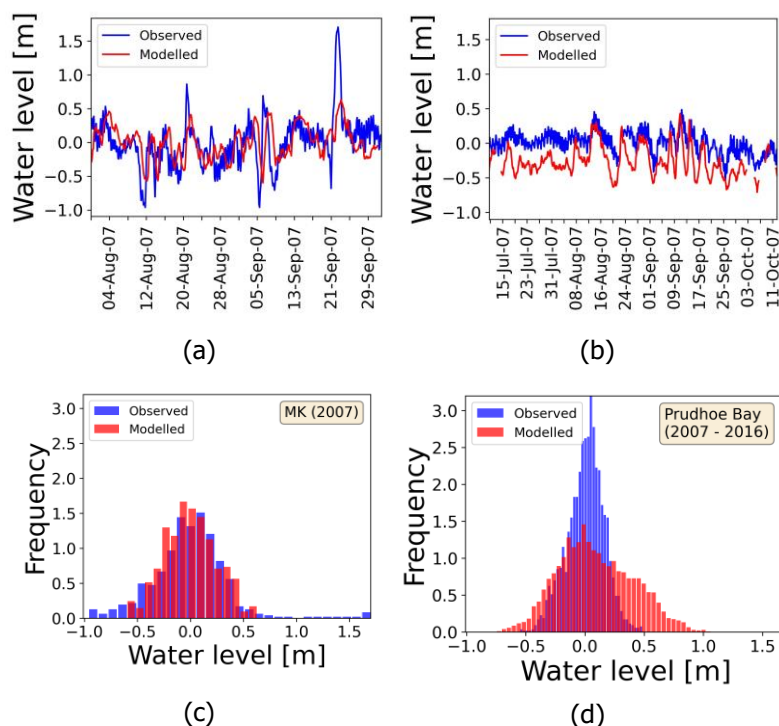 Water level [m]
1.5
1.0
0.5
0.0
−0.5
−1.0
Observed
Modelled
04-Aug-07
12-Aug-07
20-Aug-07
28-Aug-07
05-Sep-07
13-Sep-07
21-Sep-07
29-Sep-07
(a)
Water level [m]
1.5
1.0
0.5
0.0
−0.5
−1.0
Observed
Modelled
15-Jul-07
23-Jul-07
31-Jul-07
08-Aug-07
16-Aug-07
24-Aug-07
01-Sep-07
09-Sep-07
17-Sep-07
25-Sep-07
03-Oct-07
11-Oct-07
(b)
Frequency
3.0
2.5
2.0
1.5
1.0
0.5
0.0
Observed
Modelled
MK (2007)
−1.0 −0.5 0.0 0.5 1.0 1.5
Water level [m]
(c)
Frequency
3.0
2.5
2.0
1.5
1.0
0.5
0.0
Observed
Modelled
Prudhoe Bay
(2007 - 2016)
−1.0 −0.5 0.0 0.5 1.0 1.5
Water level [m]
(d)